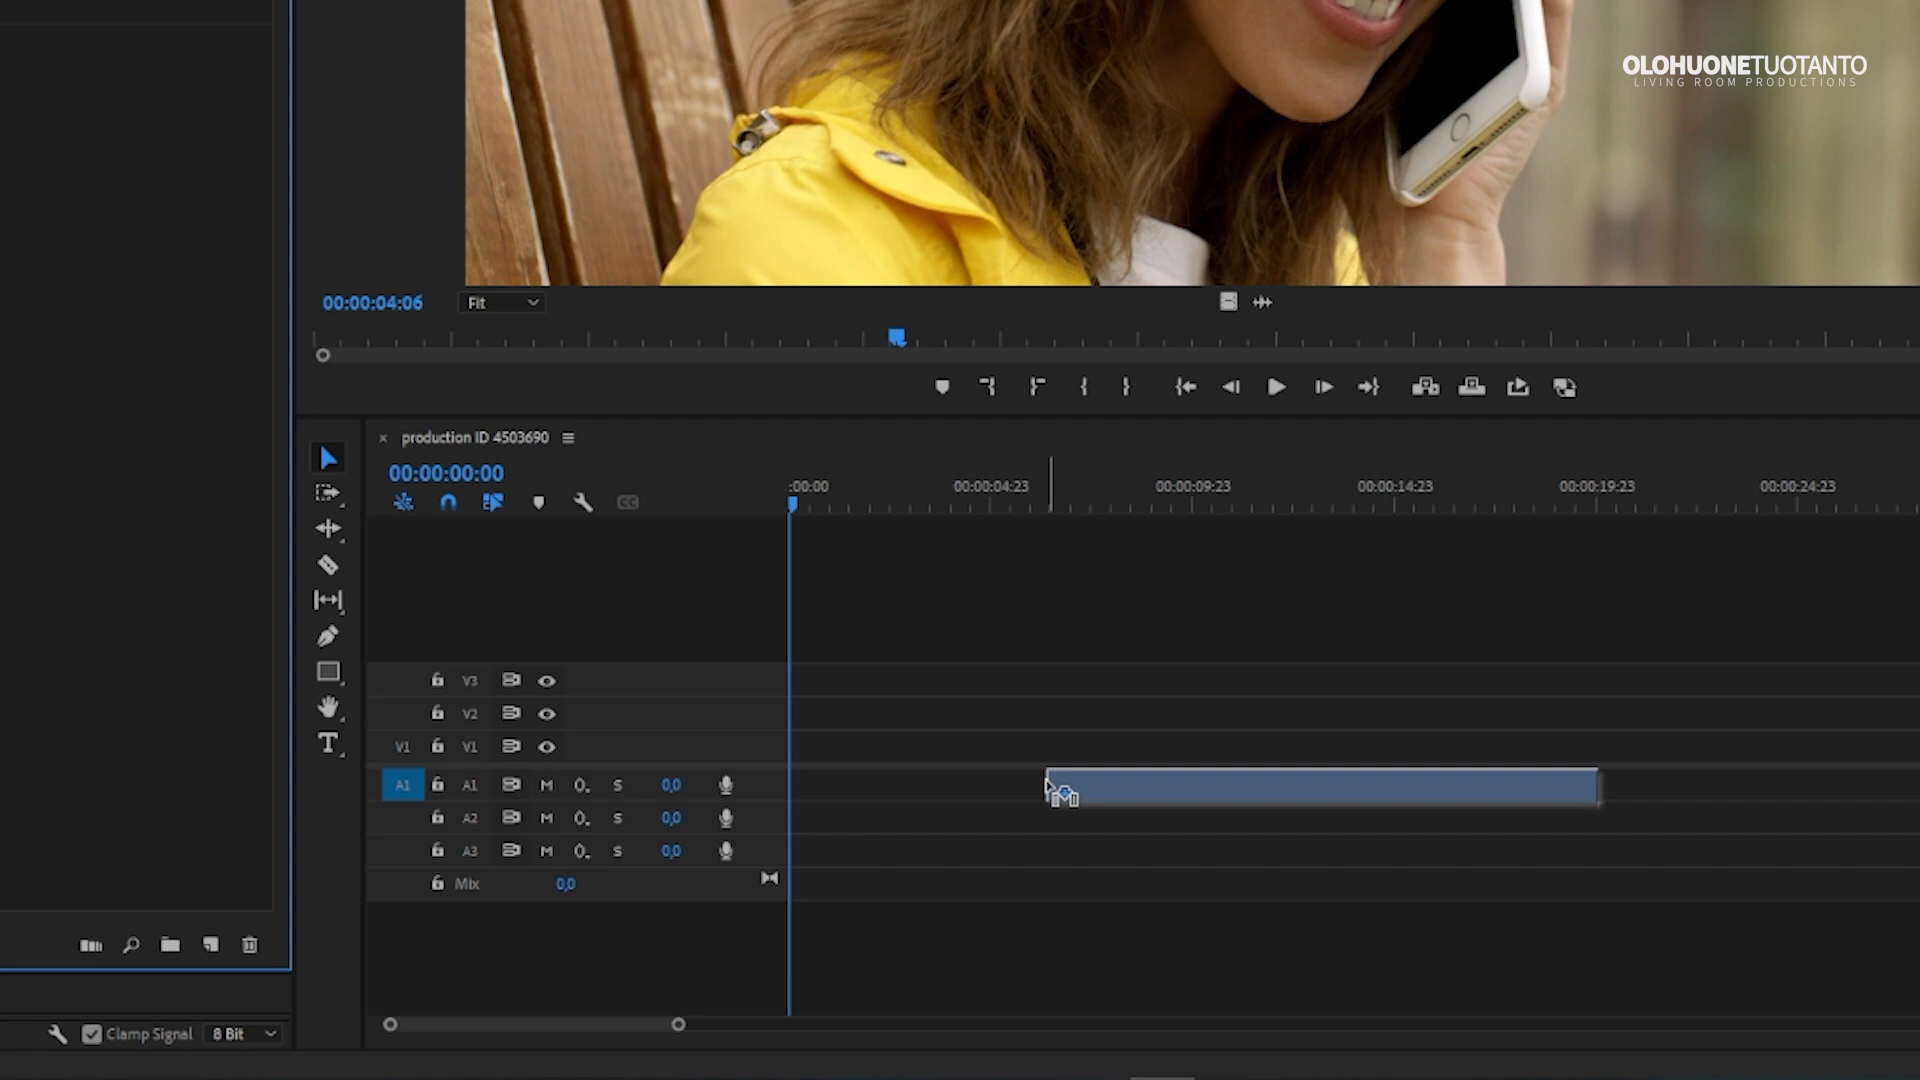 OLOHUONETUOTANTO
LIVING ROOM PRODUCTIONS
00:00:04:06
Fit
production ID 4503690
00:00:00:00
:00:00
00:00:04:23
00:00:09:23
00:00:14:23
00:00:19:23
00:00:24:23
CC
V3
V2
V1 V1
A1 A1 M S 0,0
A2 M S 0,0
A3 M S 0,0
Mix 0,0
Clamp Signal
8 Bit